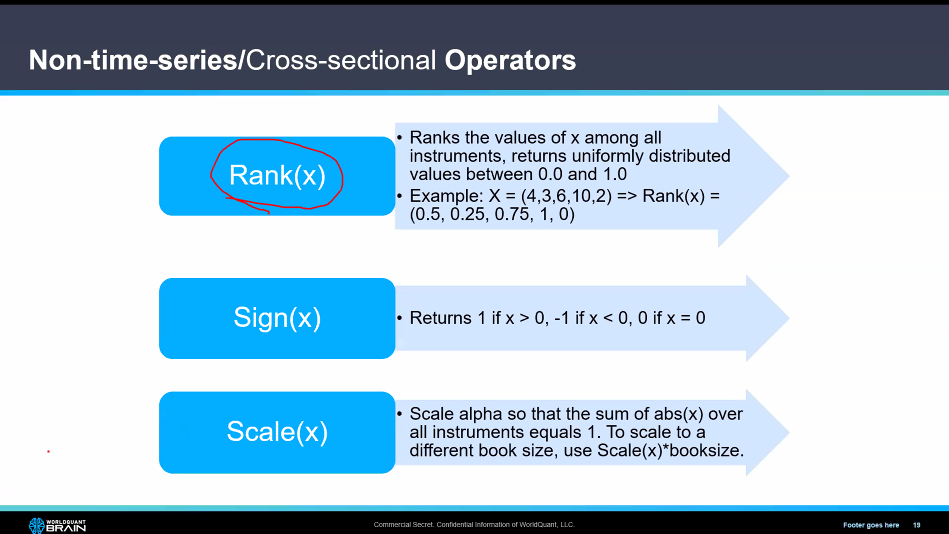 Non-time-series/Cross-sectional Operators
Rank(x)
• Ranks the values of x among all
instruments, returns uniformly distributed
values between 0.0 and 1.0
• Example: X = (4,3,6,10,2) => Rank(x) =
(0.5, 0.25, 0.75, 1, 0)
Sign(x)
• Returns 1 if x > 0, -1 if x < 0, 0 if x = 0
Scale(x)
• Scale alpha so that the sum of abs(x) over
all instruments equals 1. To scale to a
different book size, use Scale(x)*booksize.
WORLDQUANT
BRAIN
Commercial Secret. Confidential Information of WorldQuant, LLC.
Footer goes here 19